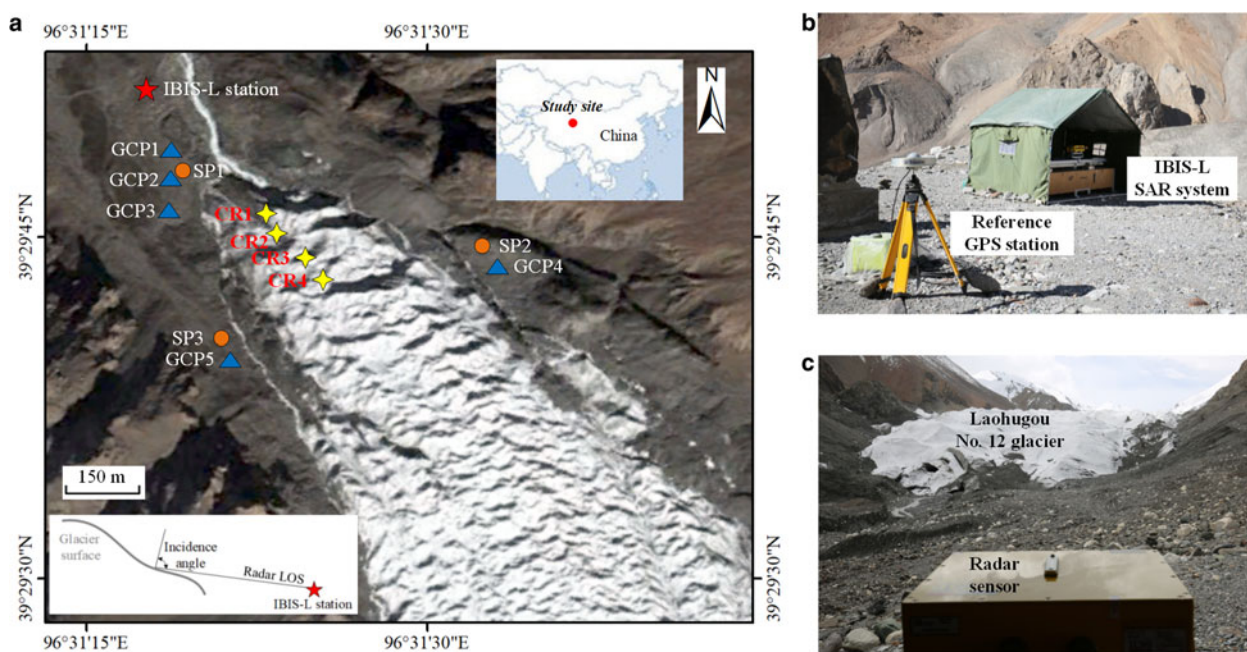 a
96°31'15"E
96°31'30"E
IBIS-L station
N
Study site
China
GCP1
SP1
GCP2
GCP3
CR1
CR2
CR3
CR4
SP2
GCP4
SP3
GCP5
39°29'45"N
39°29'45"N
150 m
Glacier
surface
Incidence
angle
Radar LOS
IBIS-L station
39°29'30"N
39°29'30"N
96°31'15"E
96°31'30"E
b
IBIS-L
SAR system
Reference
GPS station
c
Laohugou
No. 12 glacier
Radar
sensor